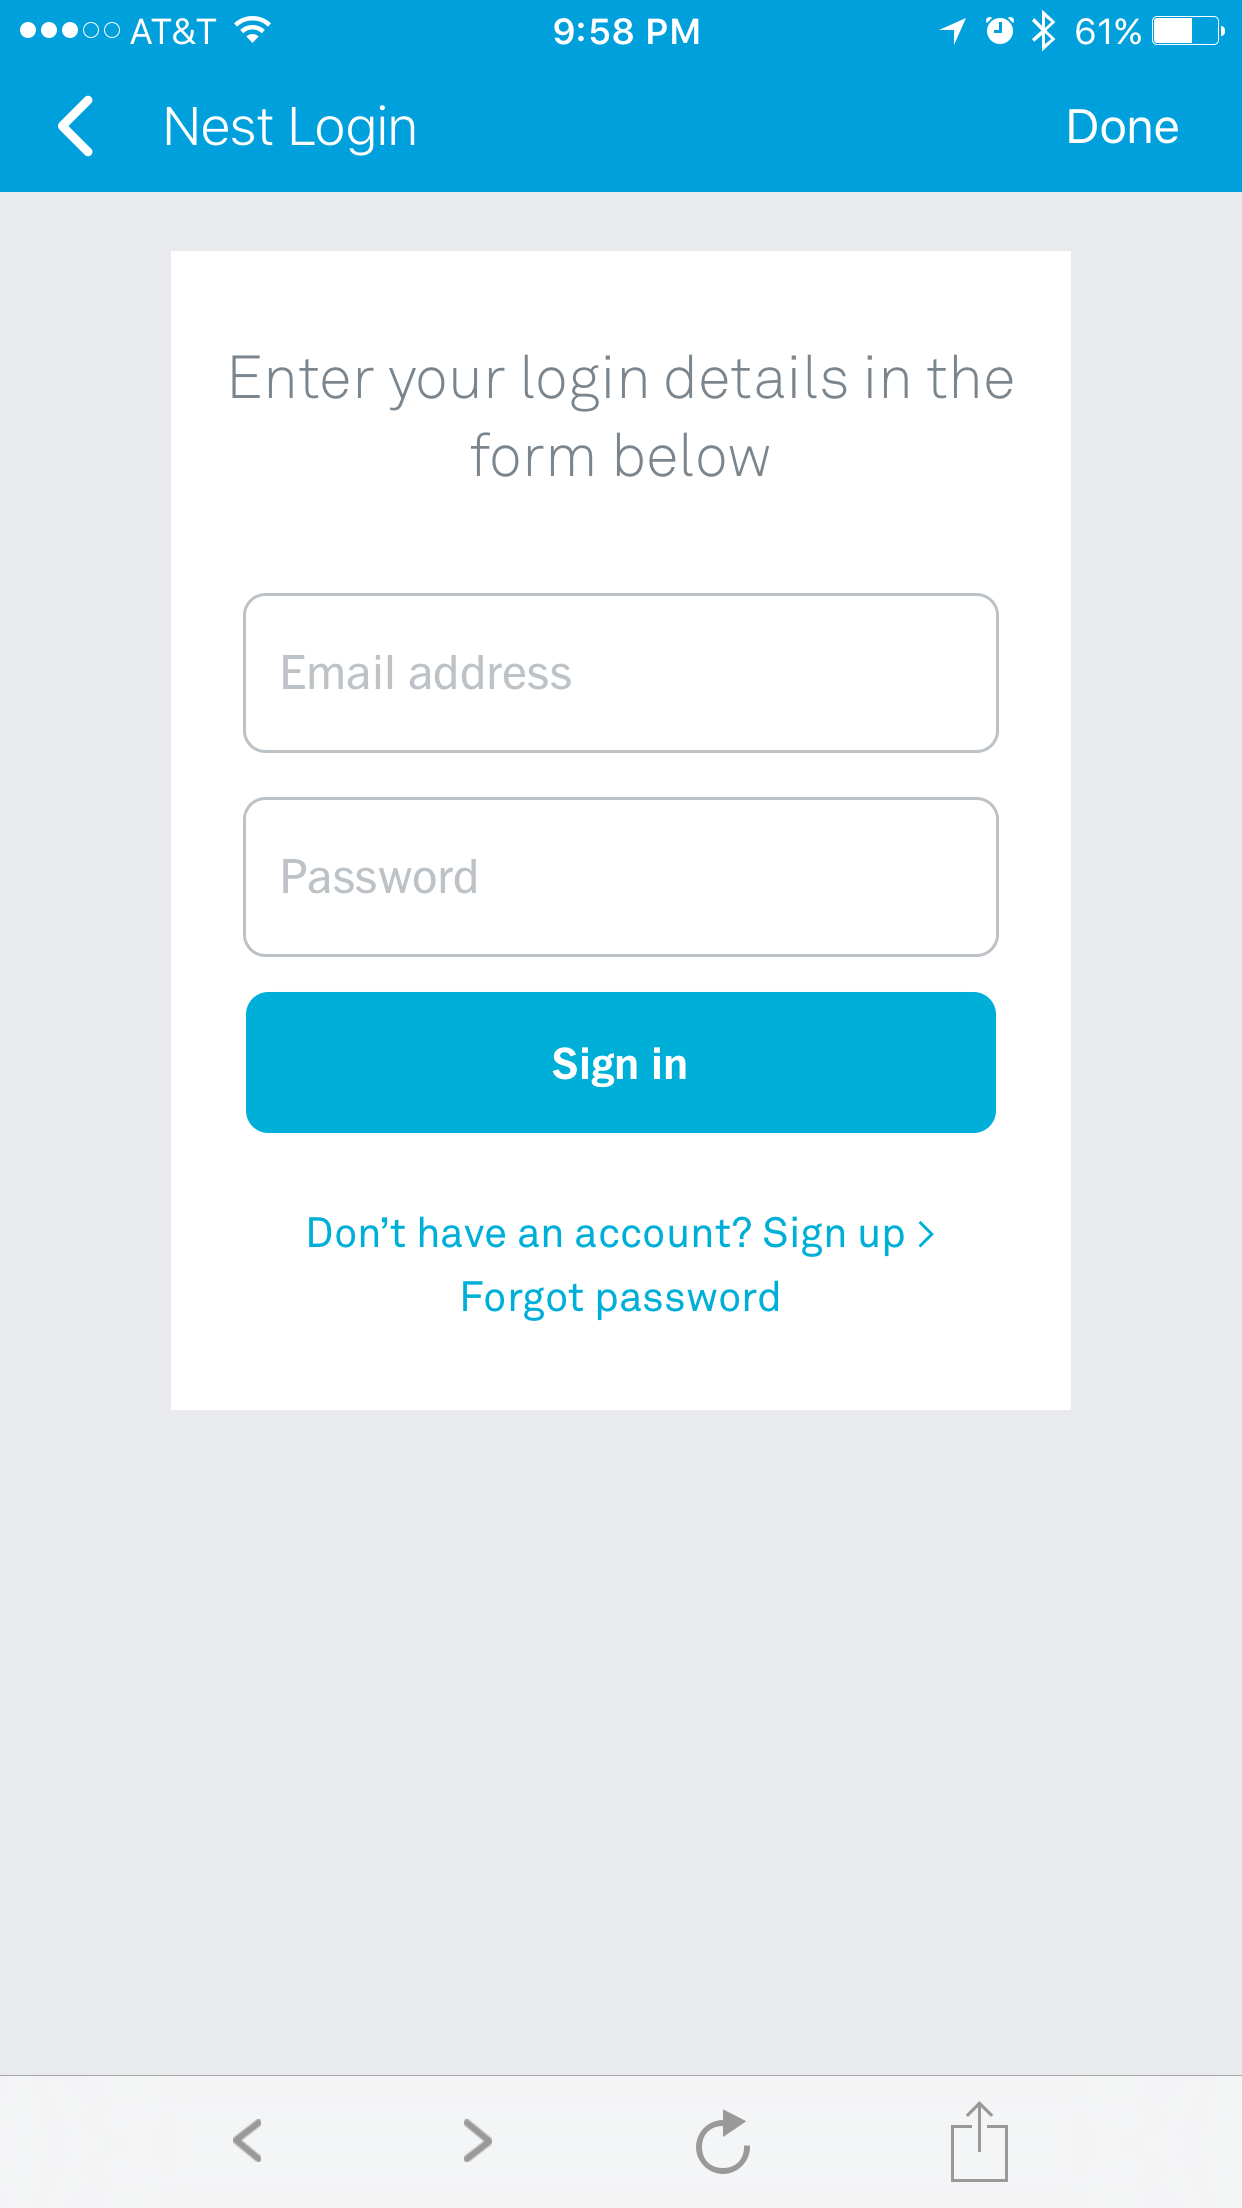 AT&T 9:58 PM 61%
Nest Login Done
Enter your login details in the
form below
Email address
Password
Sign in
Don’t have an account? Sign up >
Forgot password